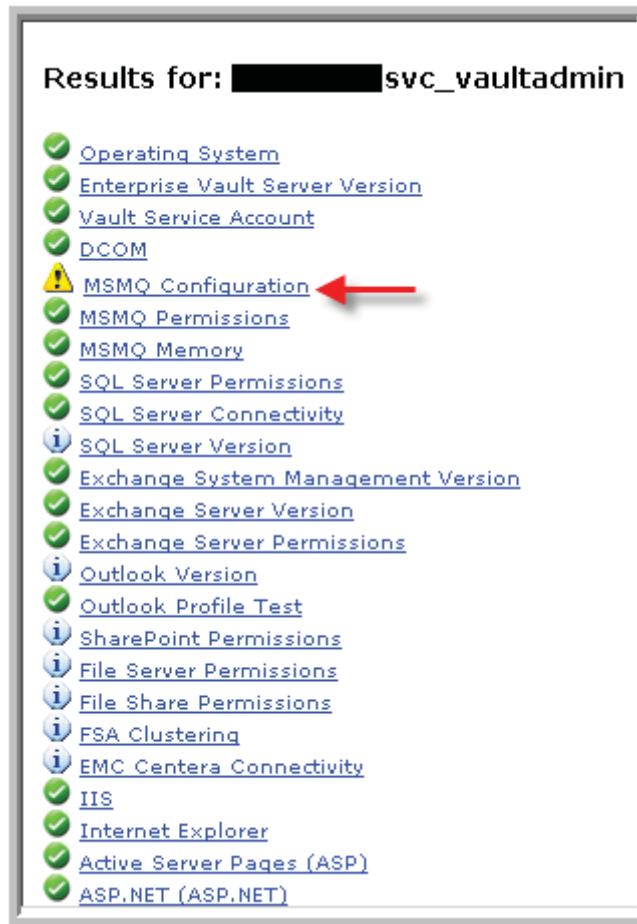 Results for: svc_vaultadmin
Operating System
Enterprise Vault Server Version
Vault Service Account
DCOM
MSMQ Configuration
MSMQ Permissions
MSMQ Memory
SQL Server Permissions
SQL Server Connectivity
SQL Server Version
Exchange System Management Version
Exchange Server Version
Exchange Server Permissions
Outlook Version
Outlook Profile Test
SharePoint Permissions
File Server Permissions
File Share Permissions
FSA Clustering
EMC Centera Connectivity
IIS
Internet Explorer
Active Server Pages (ASP)
ASP.NET (ASP.NET)